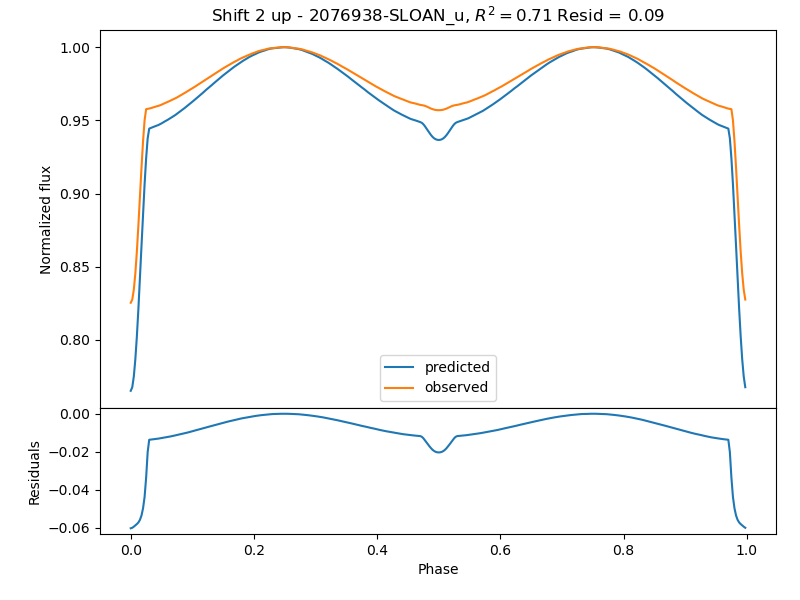 Shift 2 up - 2076938-SLOAN_u, R² = 0.71 Resid = 0.09
1.00
0.95
0.90
0.85
0.80
Normalized flux
predicted
observed
0.00
−0.02
−0.04
−0.06
Residuals
0.0 0.2 0.4 0.6 0.8 1.0
Phase